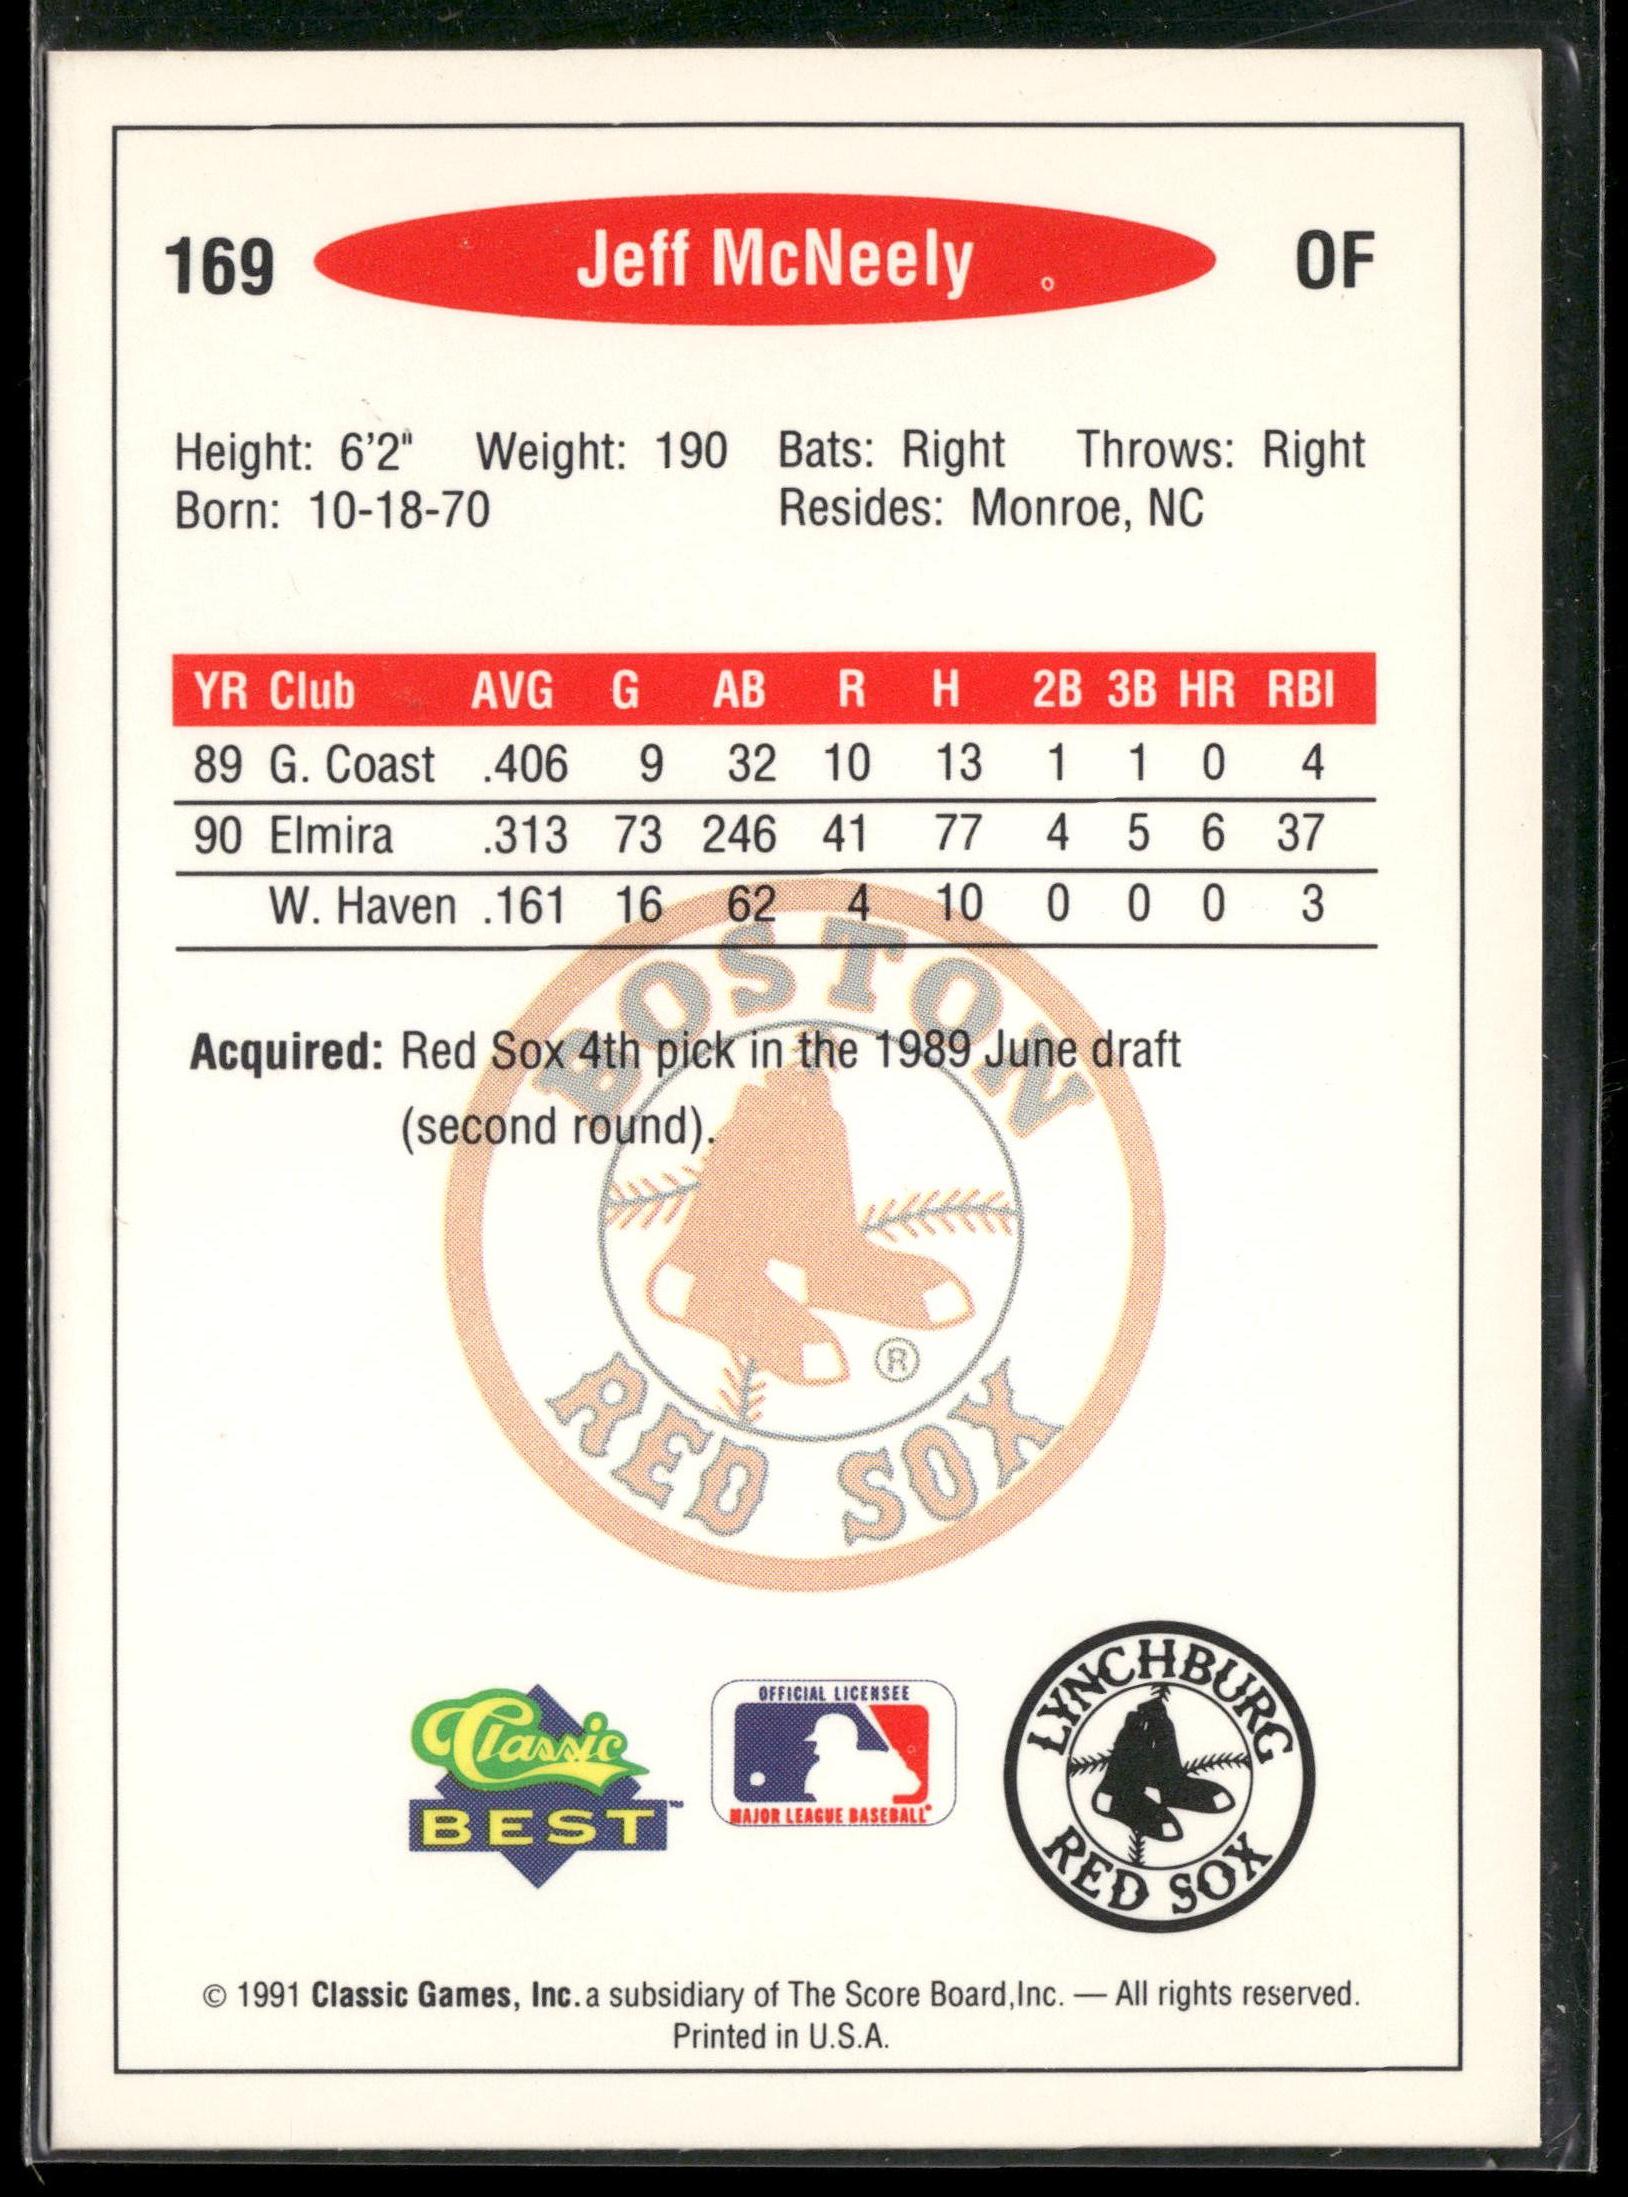 169 Jeff McNeely OF
Height: 6'2" Weight: 190 Bats: Right Throws: Right
Born: 10-18-70 Resides: Monroe, NC
YR Club AVG G AB R H 2B 3B HR RBI
89 G. Coast .406 9 32 10 13 1 1 0 4
90 Elmira .313 73 246 41 77 4 5 6 37
W. Haven .161 16 62 4 10 0 0 0 3
BOSTON
Acquired: Red Sox 4th pick in the 1989 June draft
(second round).
®
RED SOX
Classic
BEST™
OFFICIAL LICENSEE
MAJOR LEAGUE BASEBALL®
LYNCHBURG
RED SOX
© 1991 Classic Games, Inc. a subsidiary of The Score Board,Inc. — All rights reserved.
Printed in U.S.A.